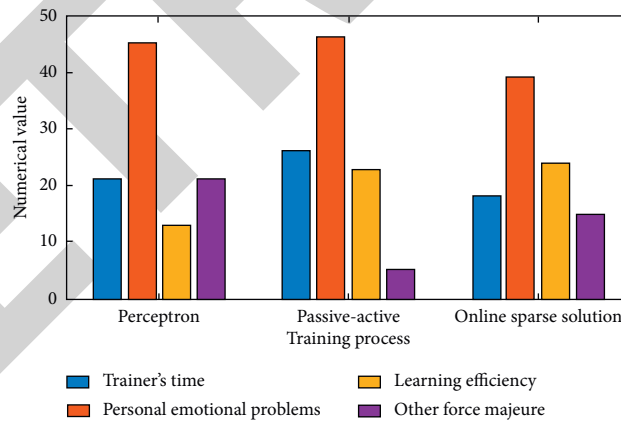 50
40
30
20
10
0
Numerical value
Perceptron
Passive-active
Online sparse solution
Training process
Trainer's time
Learning efficiency
Personal emotional problems
Other force majeure